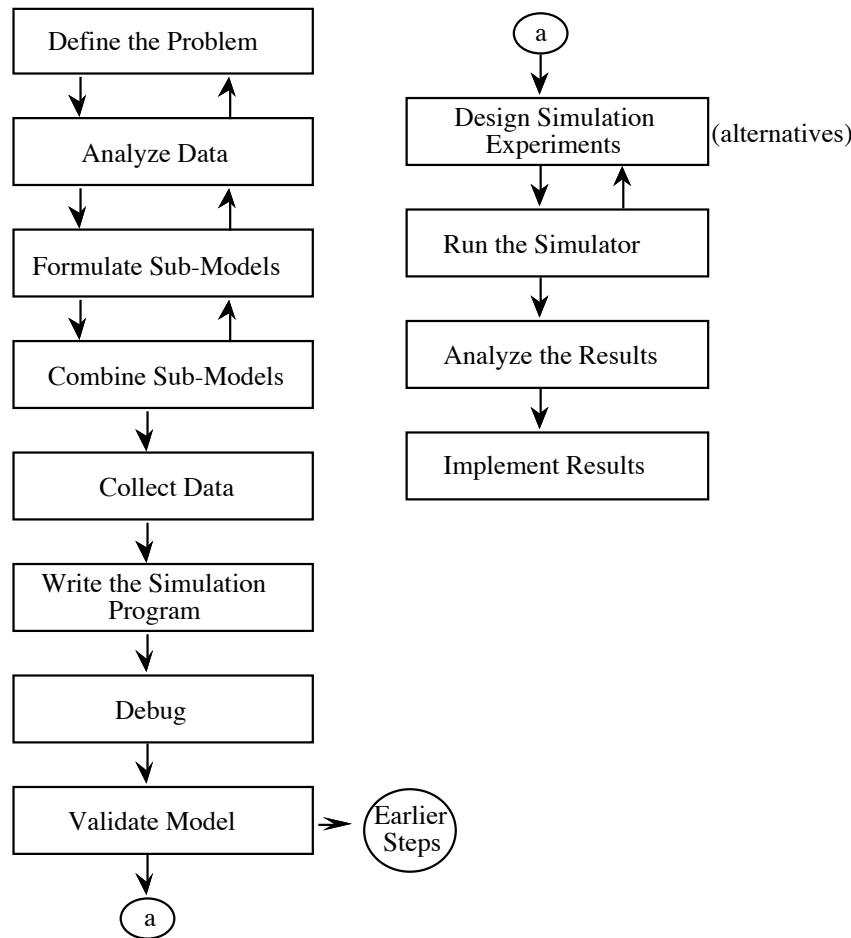 Define the Problem
Analyze Data
Formulate Sub-Models
Combine Sub-Models
Collect Data
Write the Simulation
Program
Debug
Validate Model
Earlier
Steps
a
a
Design Simulation
Experiments
(alternatives)
Run the Simulator
Analyze the Results
Implement Results